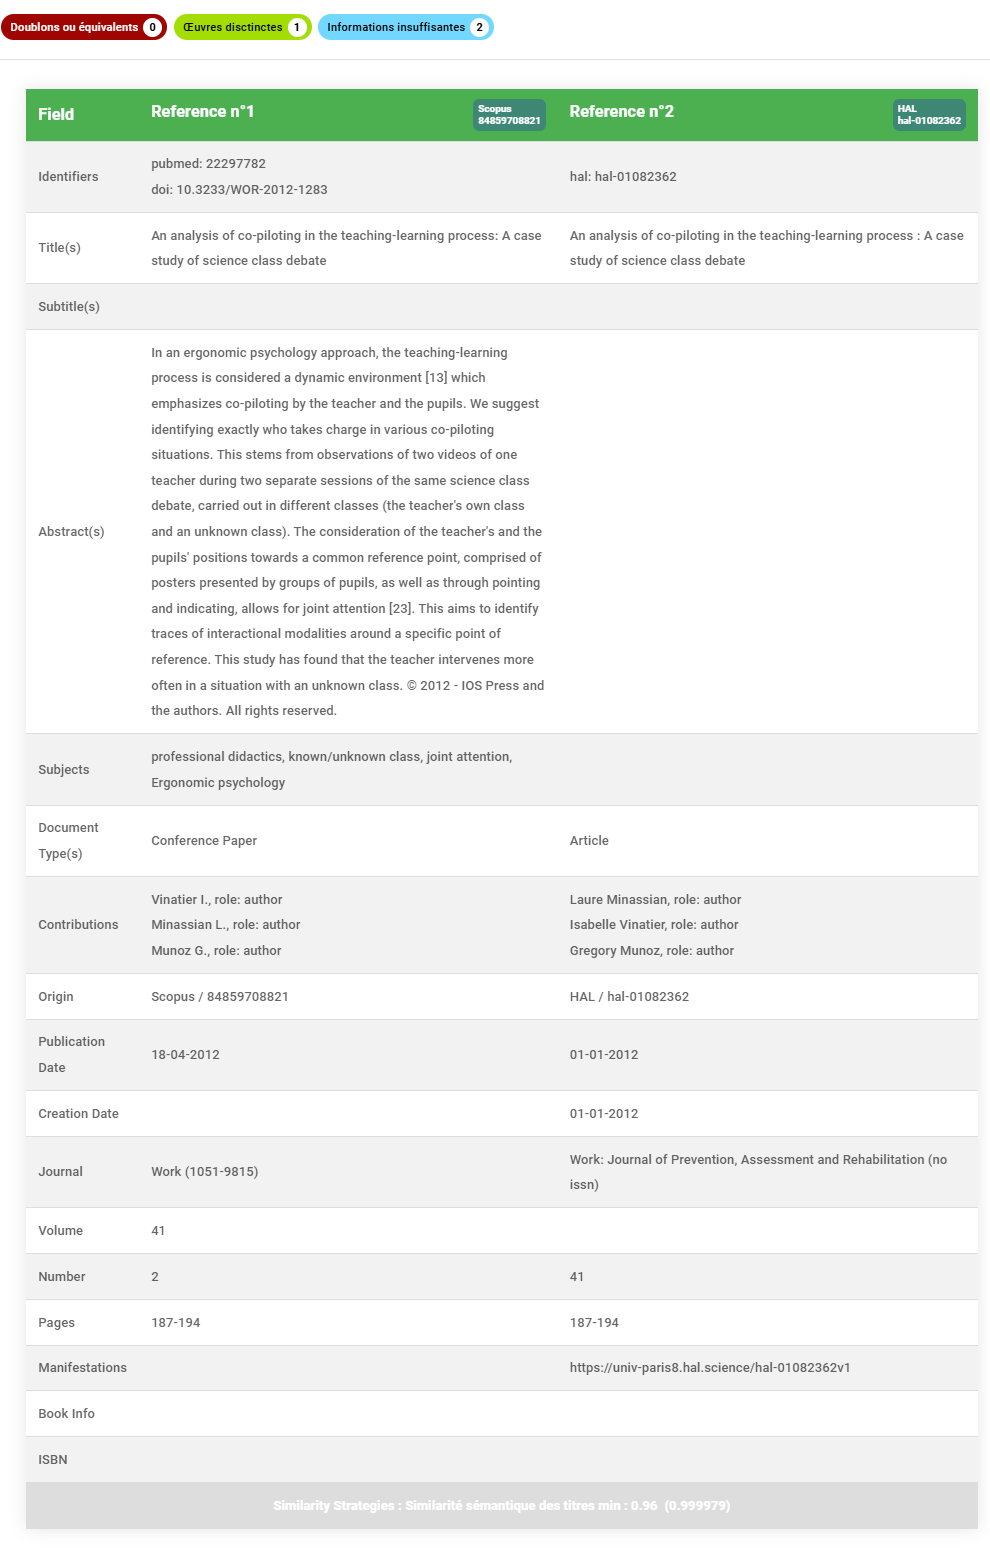 Doublons ou équivalents 0 Œuvres disctinctes 1 Informations insuffisantes 2
Field Reference n°1 Scopus 84859708821 Reference n°2 HAL hal-01082362
Identifiers
pubmed: 22297782
doi: 10.3233/WOR-2012-1283
hal: hal-01082362
Title(s)
An analysis of co-piloting in the teaching-learning process: A case
study of science class debate
An analysis of co-piloting in the teaching-learning process : A case
study of science class debate
Subtitle(s)
Abstract(s)
In an ergonomic psychology approach, the teaching-learning
process is considered a dynamic environment [13] which
emphasizes co-piloting by the teacher and the pupils. We suggest
identifying exactly who takes charge in various co-piloting
situations. This stems from observations of two videos of one
teacher during two separate sessions of the same science class
debate, carried out in different classes (the teacher's own class
and an unknown class). The consideration of the teacher's and the
pupils' positions towards a common reference point, comprised of
posters presented by groups of pupils, as well as through pointing
and indicating, allows for joint attention [23]. This aims to identify
traces of interactional modalities around a specific point of
reference. This study has found that the teacher intervenes more
often in a situation with an unknown class. © 2012 - IOS Press and
the authors. All rights reserved.
Subjects
professional didactics, known/unknown class, joint attention,
Ergonomic psychology
Document
Type(s)
Conference Paper
Article
Contributions
Vinatier I., role: author
Minassian L., role: author
Munoz G., role: author
Laure Minassian, role: author
Isabelle Vinatier, role: author
Gregory Munoz, role: author
Origin Scopus / 84859708821 HAL / hal-01082362
Publication
Date
18-04-2012
01-01-2012
Creation Date 01-01-2012
Journal
Work (1051-9815)
Work: Journal of Prevention, Assessment and Rehabilitation (no
issn)
Volume 41
Number 2 41
Pages 187-194 187-194
Manifestations https://univ-paris8.hal.science/hal-01082362v1
Book Info
ISBN
Similarity Strategies : Similarité sémantique des titres min : 0.96 (0.999979)